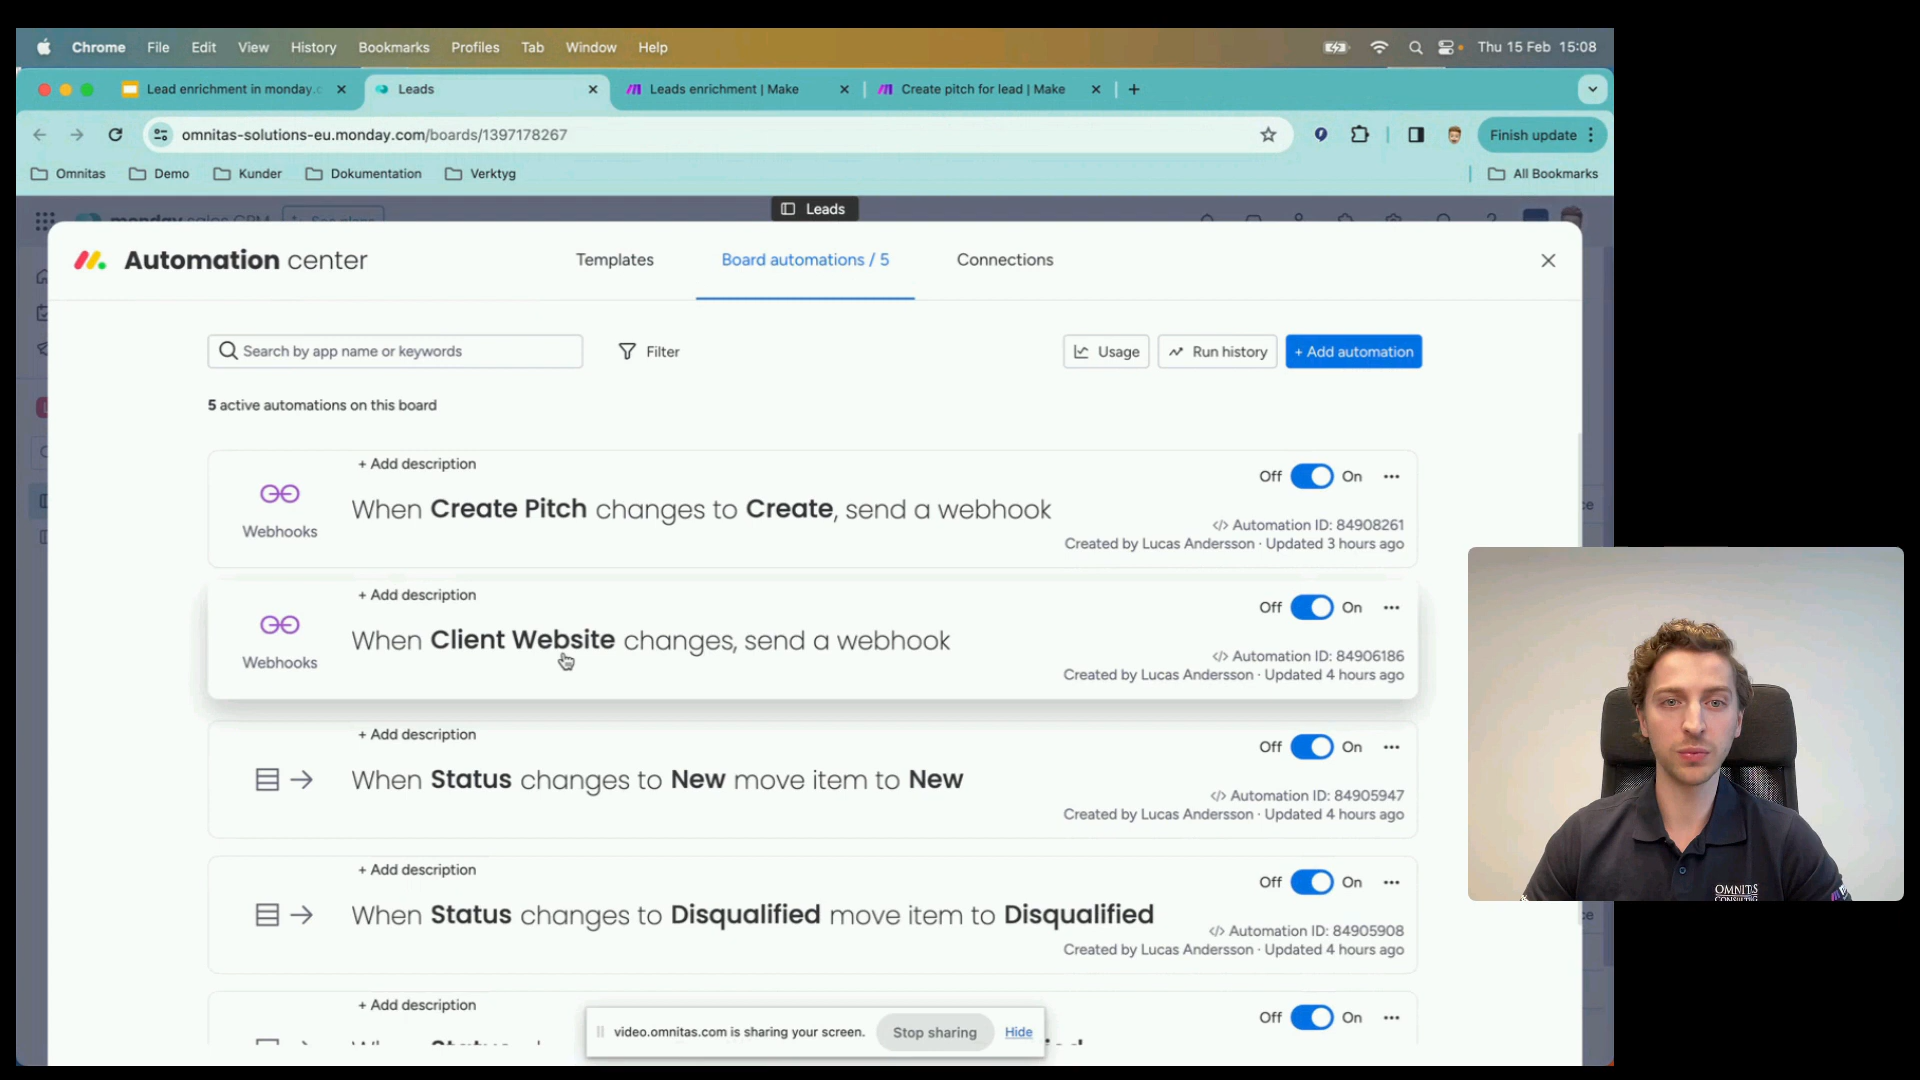 Chrome File Edit View History Bookmarks Profiles Tab Window Help Thu 15 Feb 15:08
Lead enrichment in monday.c Leads Leads enrichment | Make Create pitch for lead | Make
omnitas-solutions-eu.monday.com/boards/1397178267 Finish update
Omnitas Demo Kunder Dokumentation Verktyg All Bookmarks
monday sales CRM See plans
Leads
Automation center Templates Board automations / 5 Connections
Search by app name or keywords Filter Usage Run history + Add automation
5 active automations on this board
+ Add description
Off On
Webhooks
When Create Pitch changes to Create, send a webhook
Automation ID: 84908261
Created by Lucas Andersson · Updated 3 hours ago
+ Add description
Off On
Webhooks
When Client Website changes, send a webhook
Automation ID: 84906186
Created by Lucas Andersson · Updated 4 hours ago
+ Add description
Off On
When Status changes to New move item to New
Automation ID: 84905947
Created by Lucas Andersson · Updated 4 hours ago
+ Add description
Off On
When Status changes to Disqualified move item to Disqualified
Automation ID: 84905908
Created by Lucas Andersson · Updated 4 hours ago
+ Add description
Off On
video.omnitas.com is sharing your screen. Stop sharing Hide
OMNITAS
CONSULTING